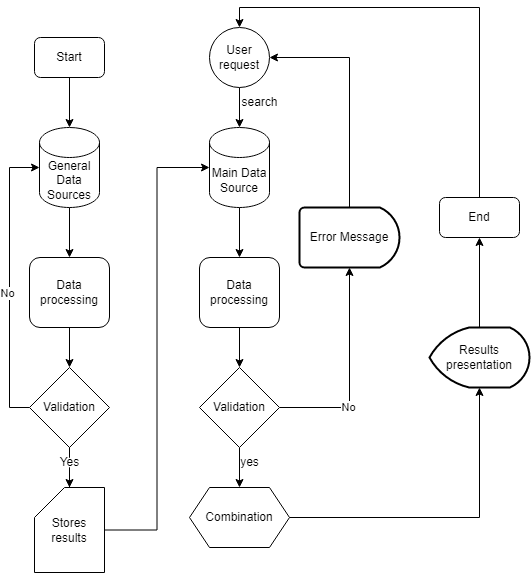 Start
General
Data
Sources
Data
processing
No
Validation
Yes
Stores
results
User
request
search
Main Data
Source
Data
processing
Validation
No
Error Message
yes
Combination
Results
presentation
End